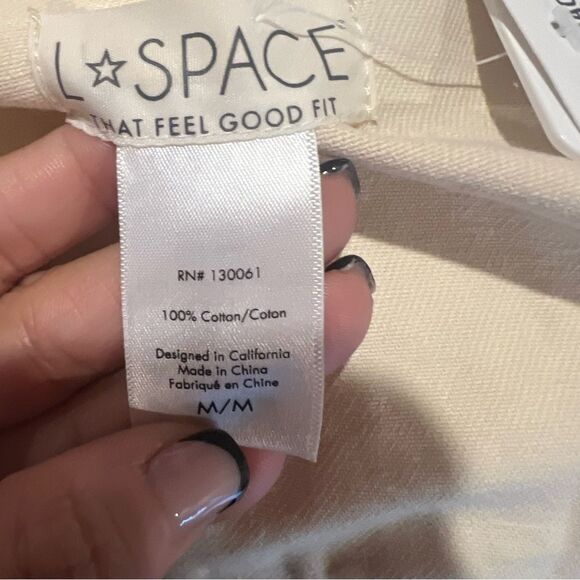 L☆SPACE
THAT FEEL GOOD FIT
RN# 130061
100% Cotton/Coton
Designed in California
Made in China
Fabriqué en Chine
M/M